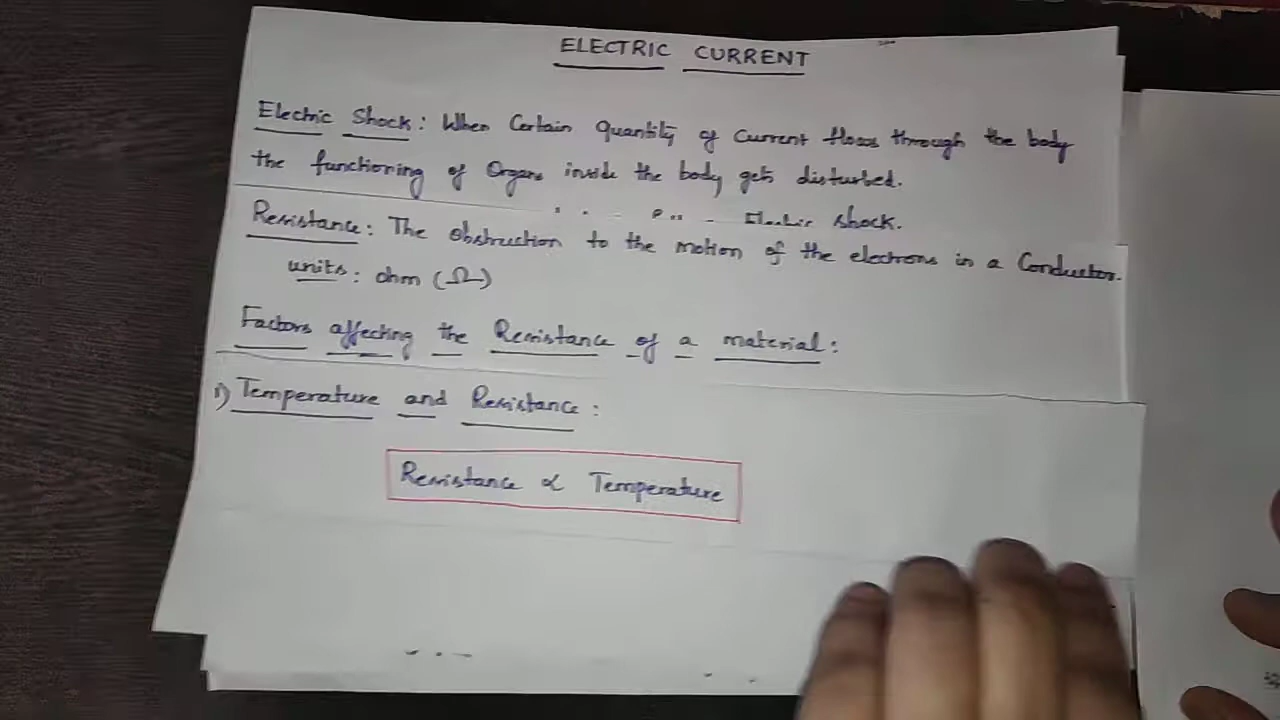 ELECTRIC CURRENT
Electric Shock: When Certain Quantity of Current flows through the body
the functioning of Organs inside the body gets disturbed.
Electric shock.
Resistance: The obstruction to the motion of the electrons in a Conductor.
units: ohm (Ω)
Factors affecting the Resistance of a material:
1) Temperature and Resistance:
Resistance ∝ Temperature